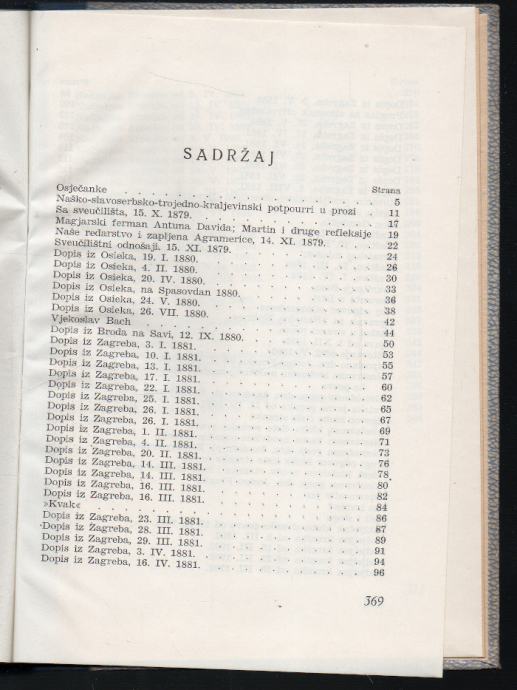 SADRŽAJ
Strana
Osječanke 5
Naško-slavoserbsko-trojedno-kraljevinski potpourri u prozi 11
Sa sveučilišta, 15. X. 1879. 17
Magjarski ferman Antuna Davida; Martin i druge refleksije 19
Naše redarstvo i zapljena Agramerice, 14. XI. 1879. 22
Sveučilištni odnošaji, 15. XI. 1879. 24
Dopis iz Osieka, 19. I. 1880. 26
Dopis iz Osieka, 4. II. 1880. 30
Dopis iz Osieka, 20. IV. 1880. 33
Dopis iz Osieka, na Spasovdan 1880. 36
Dopis iz Osieka, 24. V. 1880. 38
Dopis iz Osieka, 26. VII. 1880. 42
Vjekoslav Bach 44
Dopis iz Broda na Savi, 12. IX. 1880. 50
Dopis iz Zagreba, 3. I. 1881. 53
Dopis iz Zagreba, 10. I. 1881. 55
Dopis iz Zagreba, 13. I. 1881. 57
Dopis iz Zagreba, 17. I. 1881. 60
Dopis iz Zagreba, 22. I. 1881. 62
Dopis iz Zagreba, 25. I. 1881. 65
Dopis iz Zagreba, 26. I. 1881. 67
Dopis iz Zagreba, 26. I. 1881. 69
Dopis iz Zagreba, 1. II. 1881. 71
Dopis iz Zagreba, 4. II. 1881. 73
Dopis iz Zagreba, 20. II. 1881. 76
Dopis iz Zagreba, 14. III. 1881. 78
Dopis iz Zagreba, 14. III. 1881. 80
Dopis iz Zagreba, 16. III. 1881. 82
Dopis iz Zagreba, 16. III. 1881. 84
»Kvak« 86
Dopis iz Zagreba, 23. III. 1881. 87
Dopis iz Zagreba, 28. III. 1881. 89
Dopis iz Zagreba, 29. III. 1881. 91
Dopis iz Zagreba, 3. IV. 1881. 94
Dopis iz Zagreba, 16. IV. 1881. 96
369